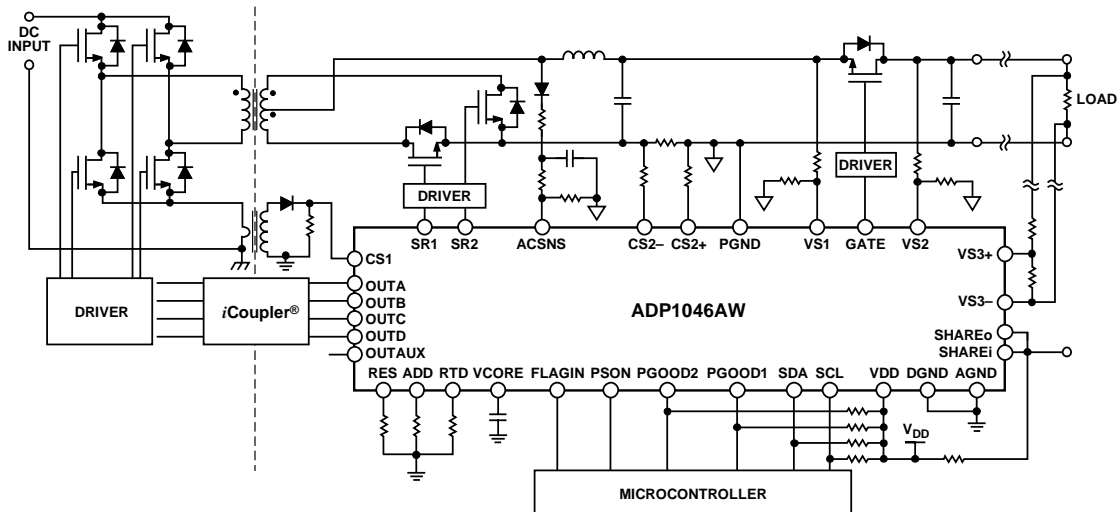 DC
INPUT
LOAD
DRIVER
DRIVER
SR1 SR2 ACSNS CS2– CS2+ PGND VS1 GATE VS2
CS1
VS3+
OUTA
OUTB
OUTC
OUTD
OUTAUX
DRIVER
iCoupler®
ADP1046AW
VS3–
SHAREo
SHAREi
RES ADD RTD VCORE FLAGIN PSON PGOOD2 PGOOD1 SDA SCL VDD DGND AGND
VDD
MICROCONTROLLER